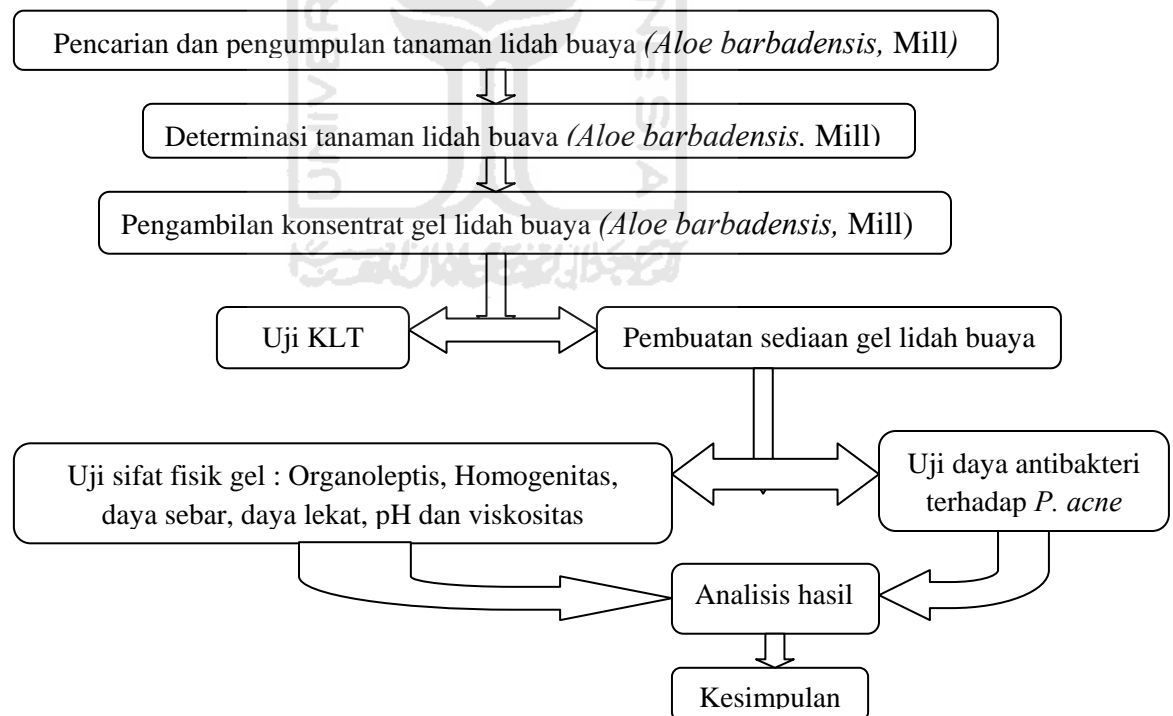 Pencarian dan pengumpulan tanaman lidah buaya (Aloe barbadensis, Mill)
Determinasi tanaman lidah buaya (Aloe barbadensis. Mill)
Pengambilan konsentrat gel lidah buaya (Aloe barbadensis, Mill)
Uji KLT
Pembuatan sediaan gel lidah buaya
Uji sifat fisik gel : Organoleptis, Homogenitas,
daya sebar, daya lekat, pH dan viskositas
Uji daya antibakteri
terhadap P. acne
Analisis hasil
Kesimpulan